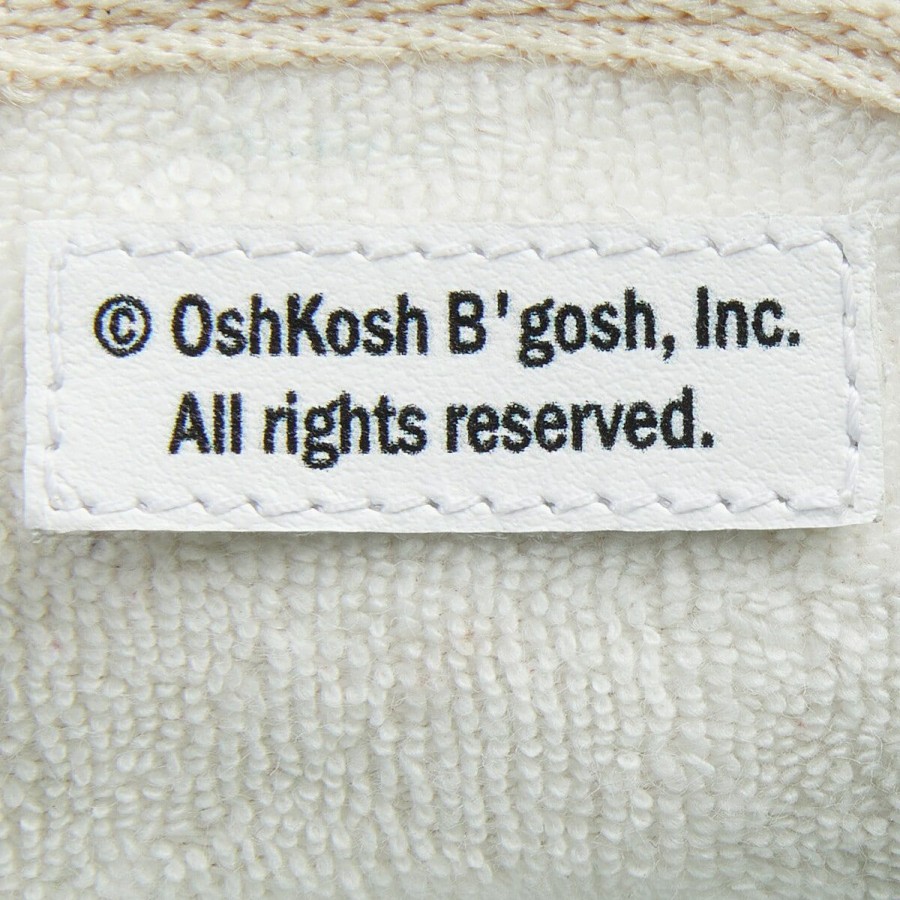 © OshKosh B'gosh, Inc.
All rights reserved.